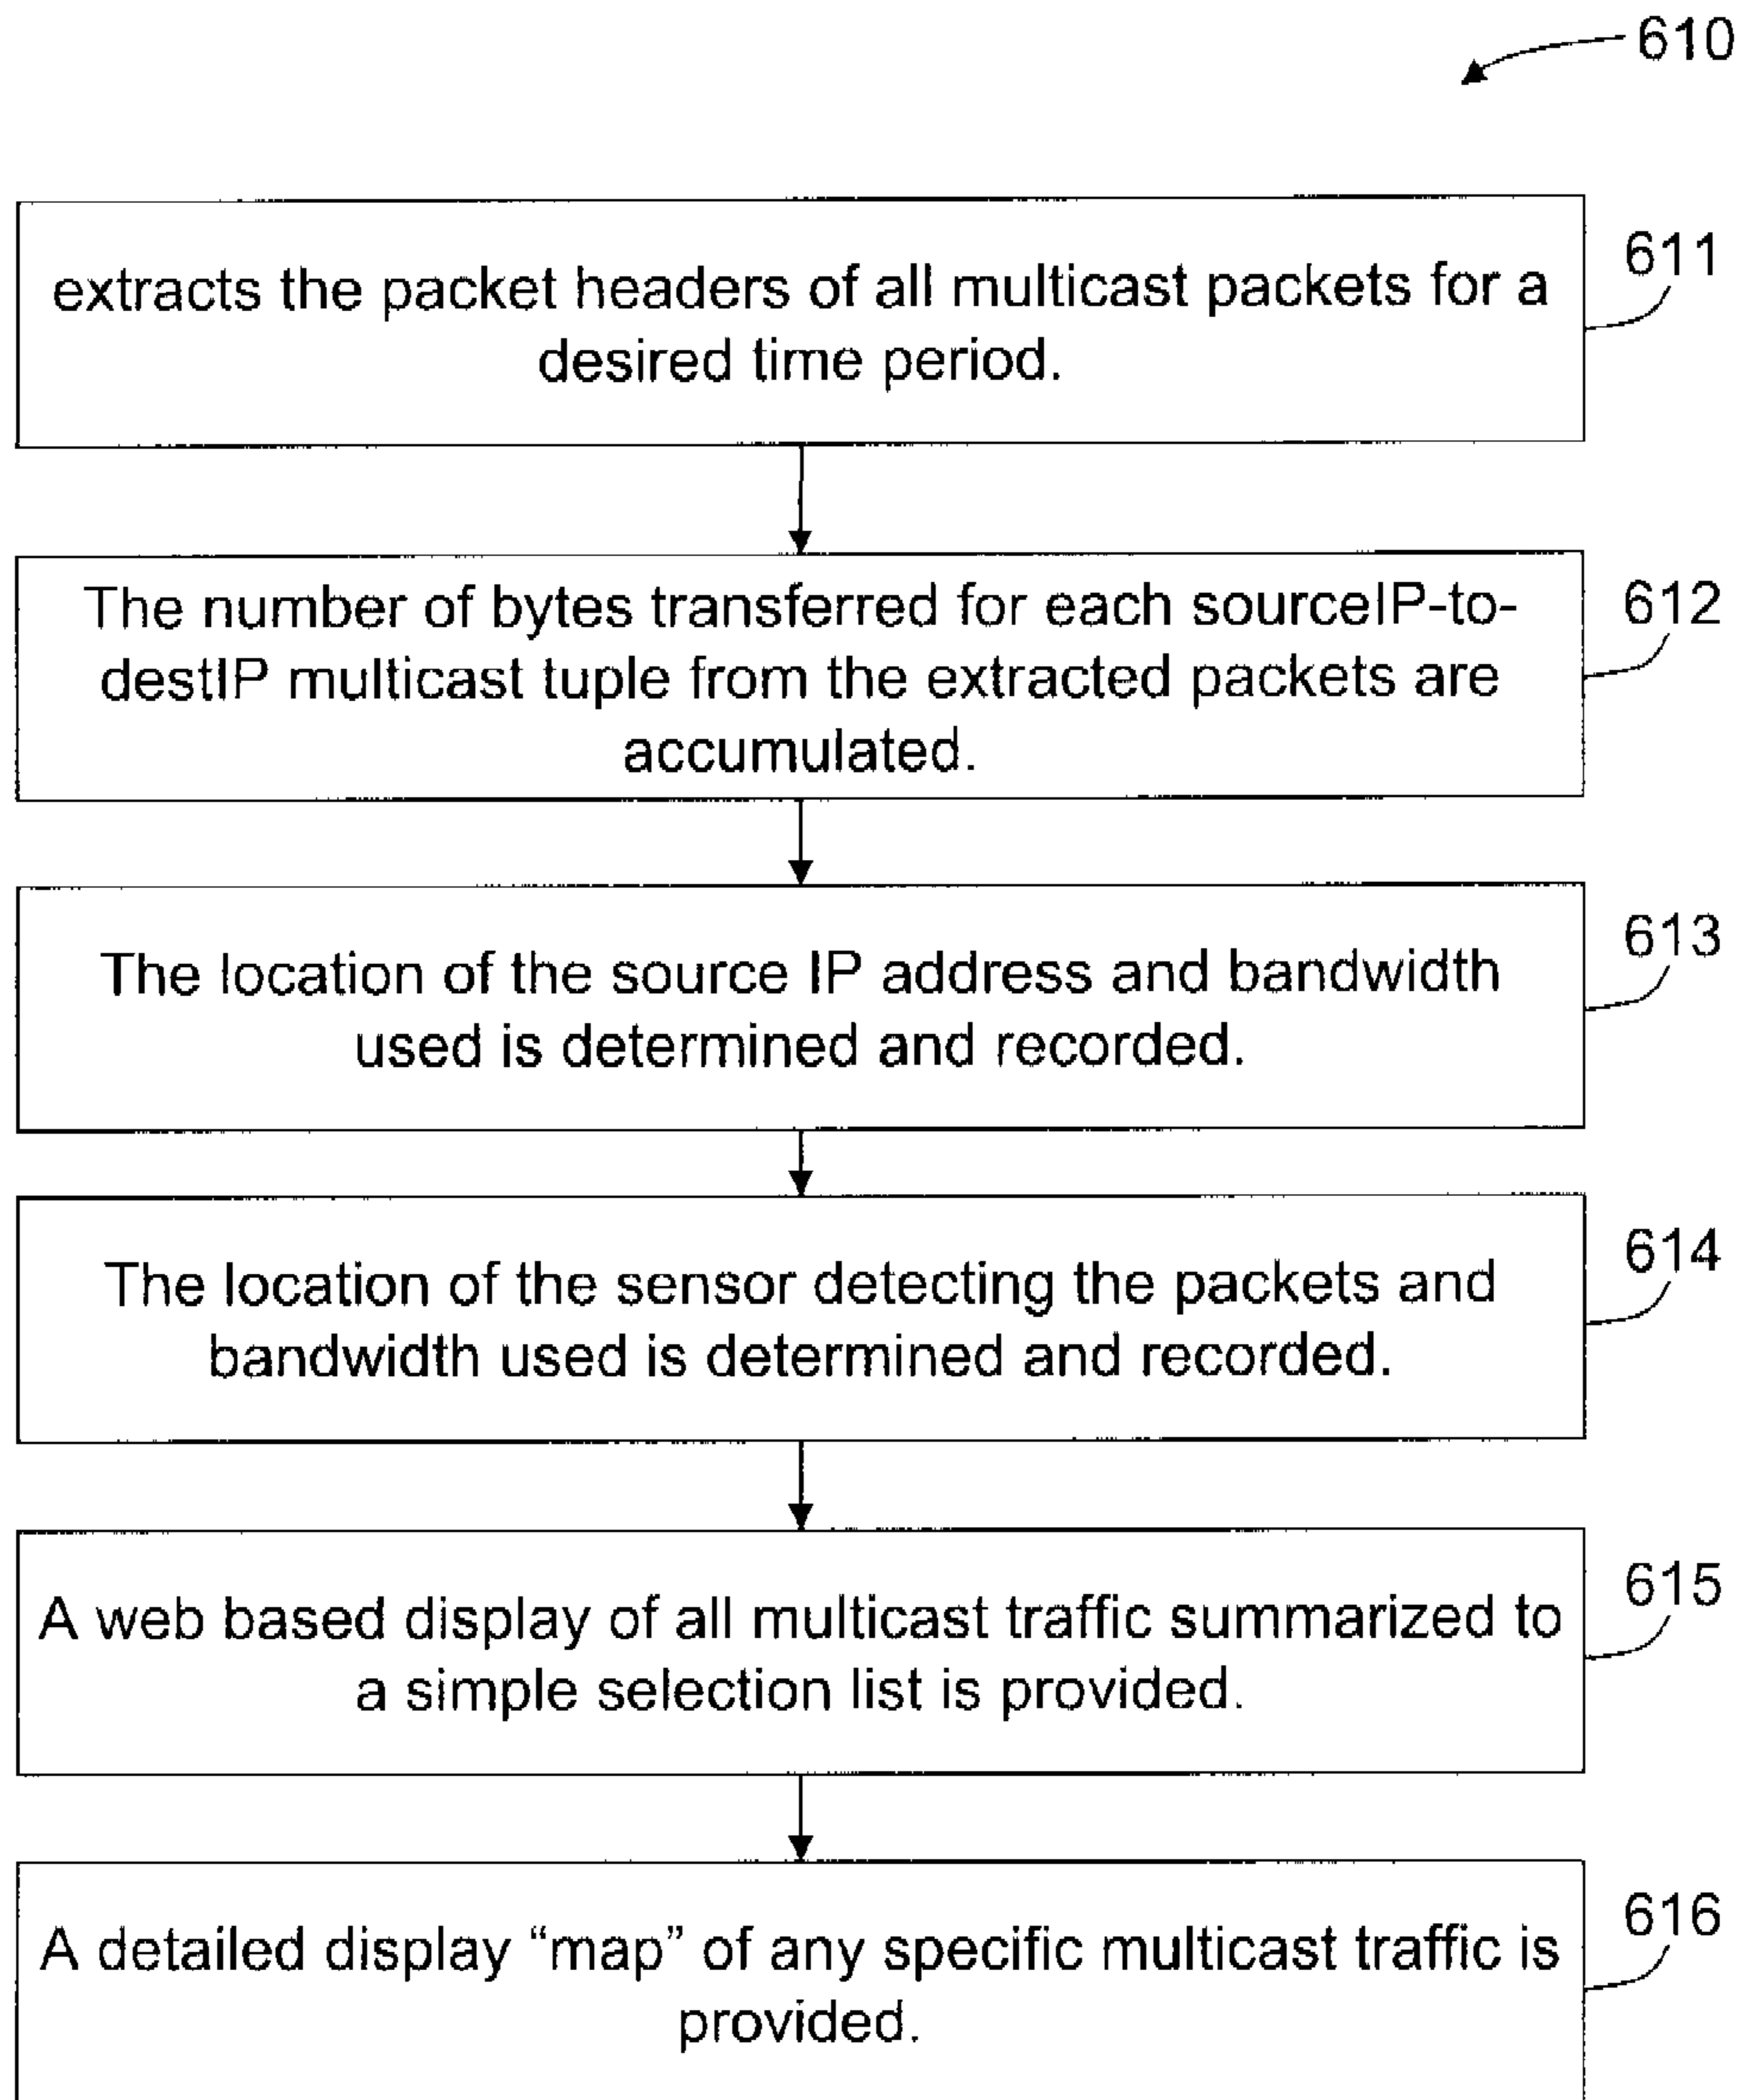 610
extracts the packet headers of all multicast packets for a
desired time period.
611
The number of bytes transferred for each sourceIP-to-
destIP multicast tuple from the extracted packets are
accumulated.
612
The location of the source IP address and bandwidth
used is determined and recorded.
613
The location of the sensor detecting the packets and
bandwidth used is determined and recorded.
614
A web based display of all multicast traffic summarized to
a simple selection list is provided.
615
A detailed display “map” of any specific multicast traffic is
provided.
616